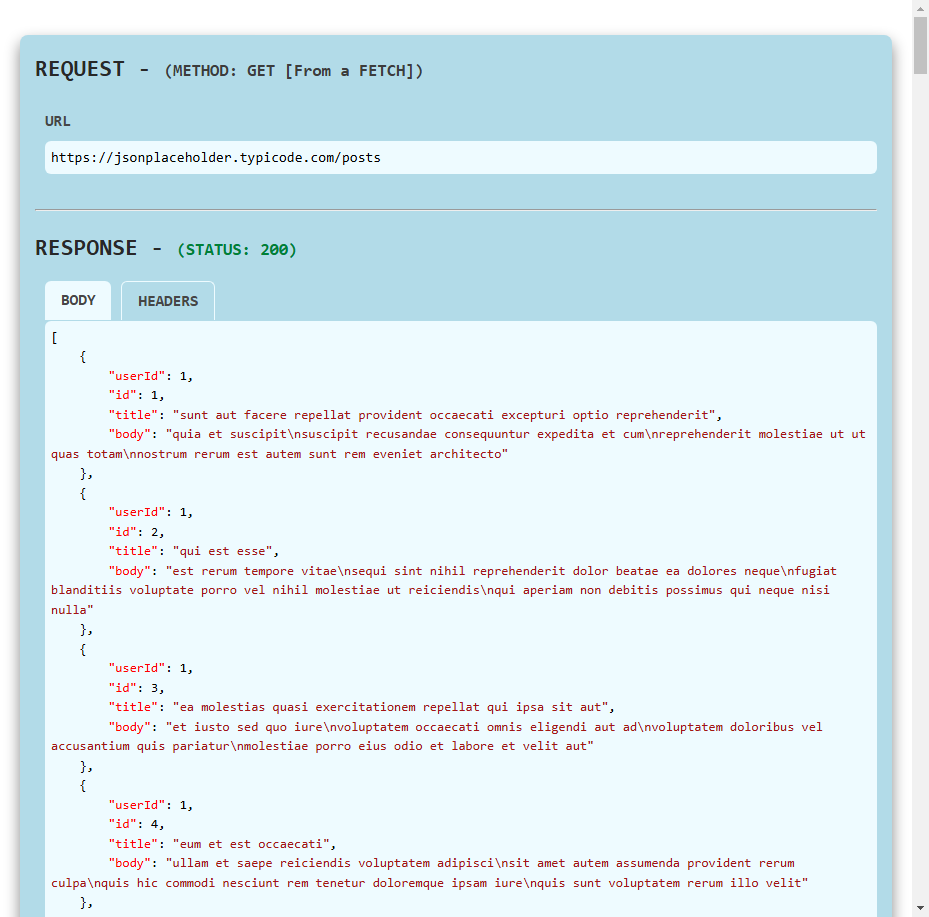 REQUEST - (METHOD: GET [From a FETCH])
URL
https://jsonplaceholder.typicode.com/posts
RESPONSE - (STATUS: 200)
BODY HEADERS
[
    {
        "userId": 1,
        "id": 1,
        "title": "sunt aut facere repellat provident occaecati excepturi optio reprehenderit",
        "body": "quia et suscipit\nsuscipit recusandae consequuntur expedita et cum\nreprehenderit molestiae ut ut
quas totam\nnostrum rerum est autem sunt rem eveniet architecto"
    },
    {
        "userId": 1,
        "id": 2,
        "title": "qui est esse",
        "body": "est rerum tempore vitae\nsequi sint nihil reprehenderit dolor beatae ea dolores neque\nfugiat
blanditiis voluptate porro vel nihil molestiae ut reiciendis\nqui aperiam non debitis possimus qui neque nisi
nulla"
    },
    {
        "userId": 1,
        "id": 3,
        "title": "ea molestias quasi exercitationem repellat qui ipsa sit aut",
        "body": "et iusto sed quo iure\nvoluptatem occaecati omnis eligendi aut ad\nvoluptatem doloribus vel
accusantium quis pariatur\nmolestiae porro eius odio et labore et velit aut"
    },
    {
        "userId": 1,
        "id": 4,
        "title": "eum et est occaecati",
        "body": "ullam et saepe reiciendis voluptatem adipisci\nsit amet autem assumenda provident rerum
culpa\nquis hic commodi nesciunt rem tenetur doloremque ipsam iure\nquis sunt voluptatem rerum illo velit"
    },